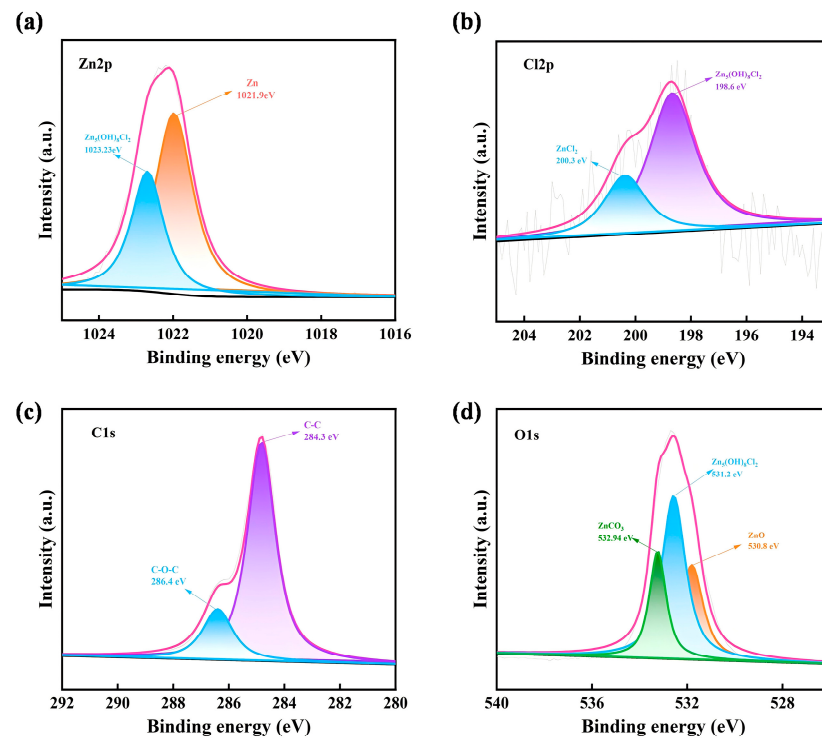 (a)
Zn2p
Zn
1021.9eV
Zn₅(OH)₈Cl₂
1023.23eV
Intensity (a.u.)
1024 1022 1020 1018 1016
Binding energy (eV)
(b)
Cl2p
Zn₅(OH)₈Cl₂
198.6 eV
ZnCl₂
200.3 eV
Intensity (a.u.)
204 202 200 198 196 194
Binding energy (eV)
(c)
C1s
C-C
284.3 eV
C-O-C
286.4 eV
Intensity (a.u.)
292 290 288 286 284 282 280
Binding energy (eV)
(d)
O1s
Zn₅(OH)₈Cl₂
531.2 eV
ZnCO₃
532.94 eV
ZnO
530.8 eV
Intensity (a.u.)
540 536 532 528
Binding energy (eV)